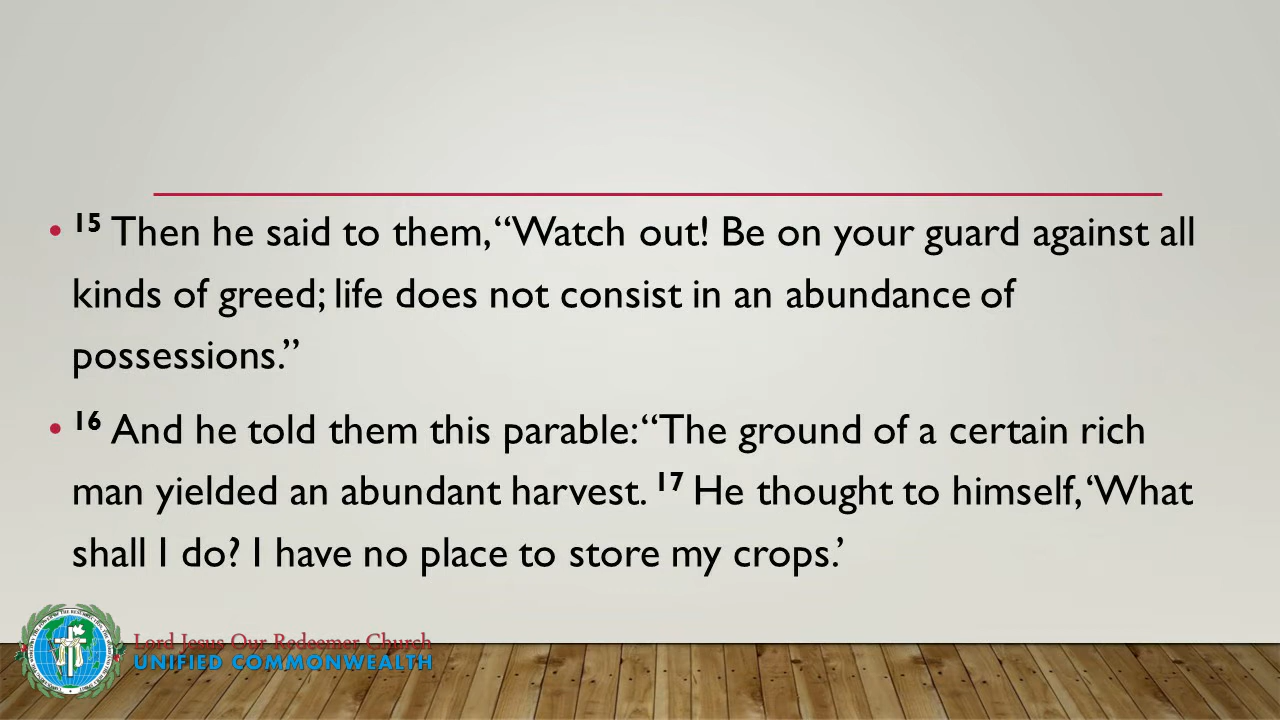 • 15 Then he said to them, “Watch out! Be on your guard against all
kinds of greed; life does not consist in an abundance of
possessions.”
• 16 And he told them this parable: “The ground of a certain rich
man yielded an abundant harvest. 17 He thought to himself, ‘What
shall I do? I have no place to store my crops.’
Lord Jesus Our Redeemer Church
UNIFIED COMMONWEALTH